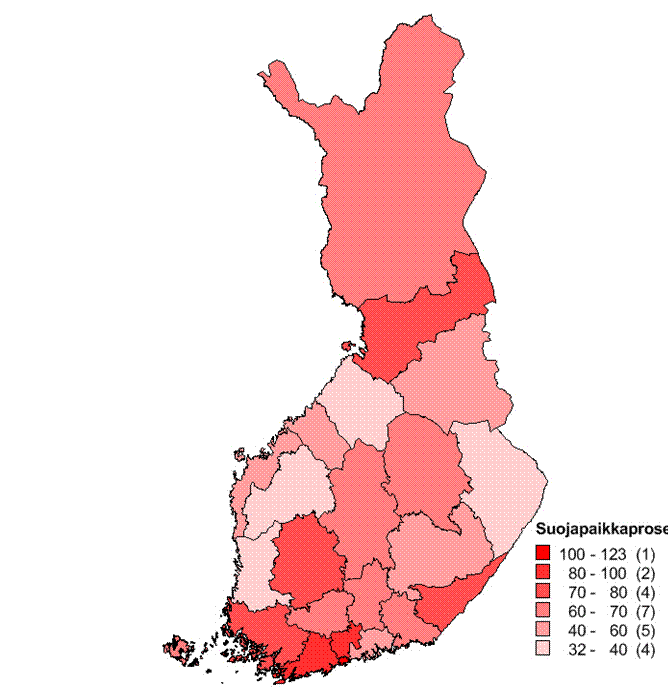 Suojapaikkaprose
100 - 123 (1)
80 - 100 (2)
70 - 80 (4)
60 - 70 (7)
40 - 60 (5)
32 - 40 (4)